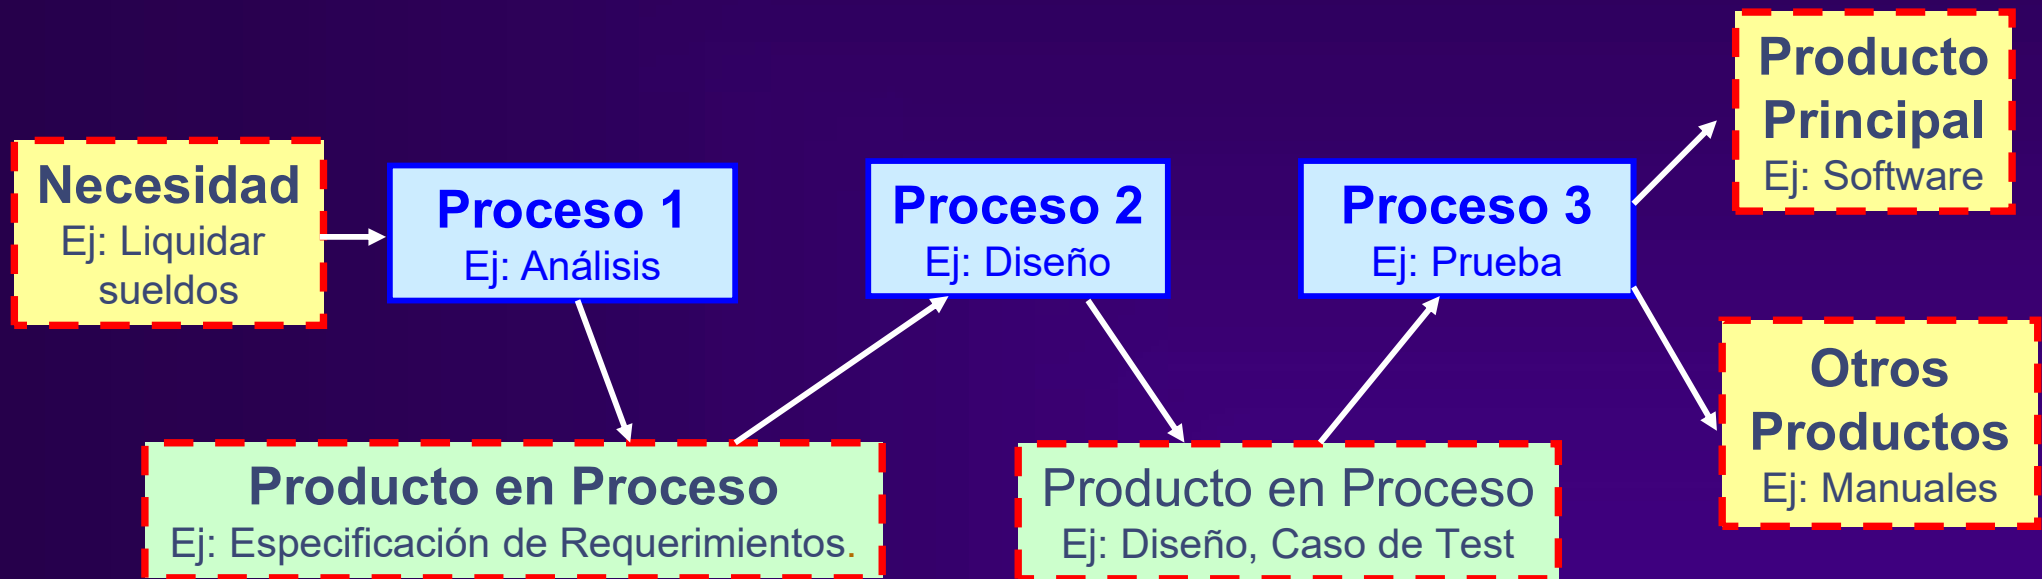 Necesidad
Ej: Liquidar
sueldos
Proceso 1
Ej: Análisis
Producto en Proceso
Ej: Especificación de Requerimientos.
Proceso 2
Ej: Diseño
Producto en Proceso
Ej: Diseño, Caso de Test
Proceso 3
Ej: Prueba
Producto
Principal
Ej: Software
Otros
Productos
Ej: Manuales